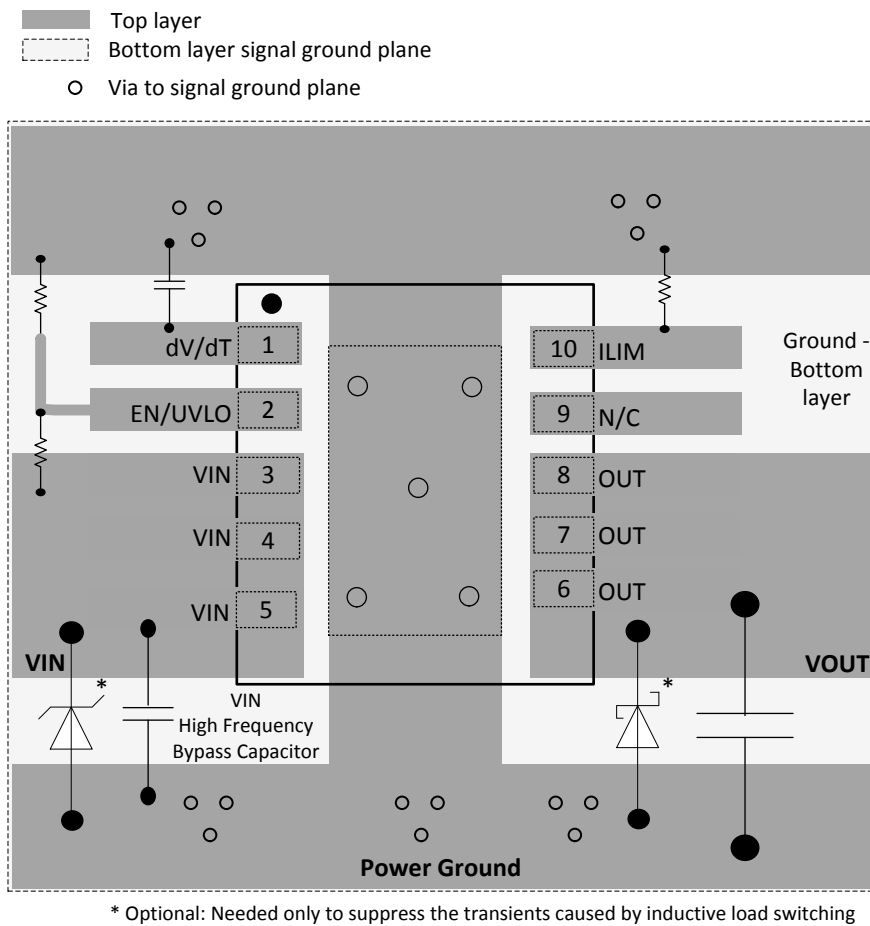 Top layer
Bottom layer signal ground plane
Via to signal ground plane
dV/dT 1
10 ILIM
Ground -
Bottom
layer
EN/UVLO 2
9 N/C
VIN 3
8 OUT
VIN 4
7 OUT
VIN 5
6 OUT
VIN
*
*
VOUT
VIN
High Frequency
Bypass Capacitor
Power Ground
* Optional: Needed only to suppress the transients caused by inductive load switching